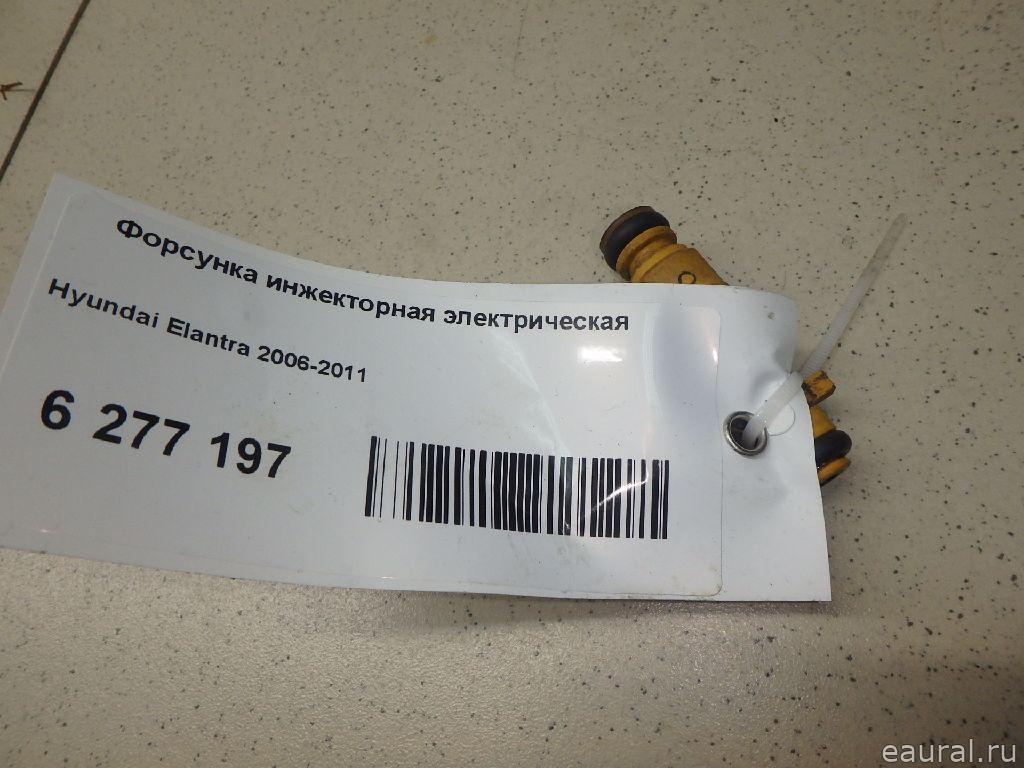 Форсунка инжекторная электрическая
Hyundai Elantra 2006-2011
6 277 197
eaural.ru